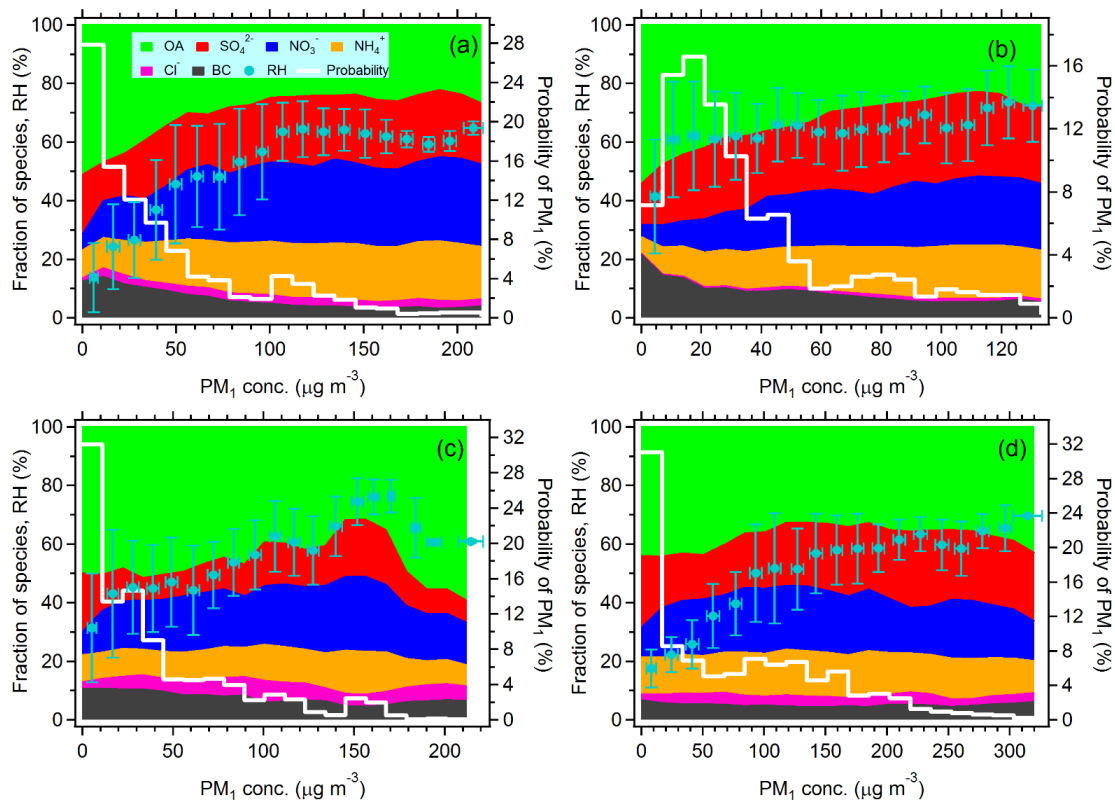 (a)
OA SO₄²⁻ NO₃⁻ NH₄⁺
Cl⁻ BC RH Probability
Fraction of species, RH (%)
100
80
60
40
20
0
Probability of PM₁ (%)
28
24
20
16
12
8
4
0
0 50 100 150 200
PM₁ conc. (μg m⁻³)
(b)
Fraction of species, RH (%)
100
80
60
40
20
0
Probability of PM₁ (%)
16
12
8
4
0
0 20 40 60 80 100 120
PM₁ conc. (μg m⁻³)
(c)
Fraction of species, RH (%)
100
80
60
40
20
0
Probability of PM₁ (%)
32
28
24
20
16
12
8
4
0
0 50 100 150 200
PM₁ conc. (μg m⁻³)
(d)
Fraction of species, RH (%)
100
80
60
40
20
0
Probability of PM₁ (%)
32
28
24
20
16
12
8
4
0
0 50 100 150 200 250 300
PM₁ conc. (μg m⁻³)